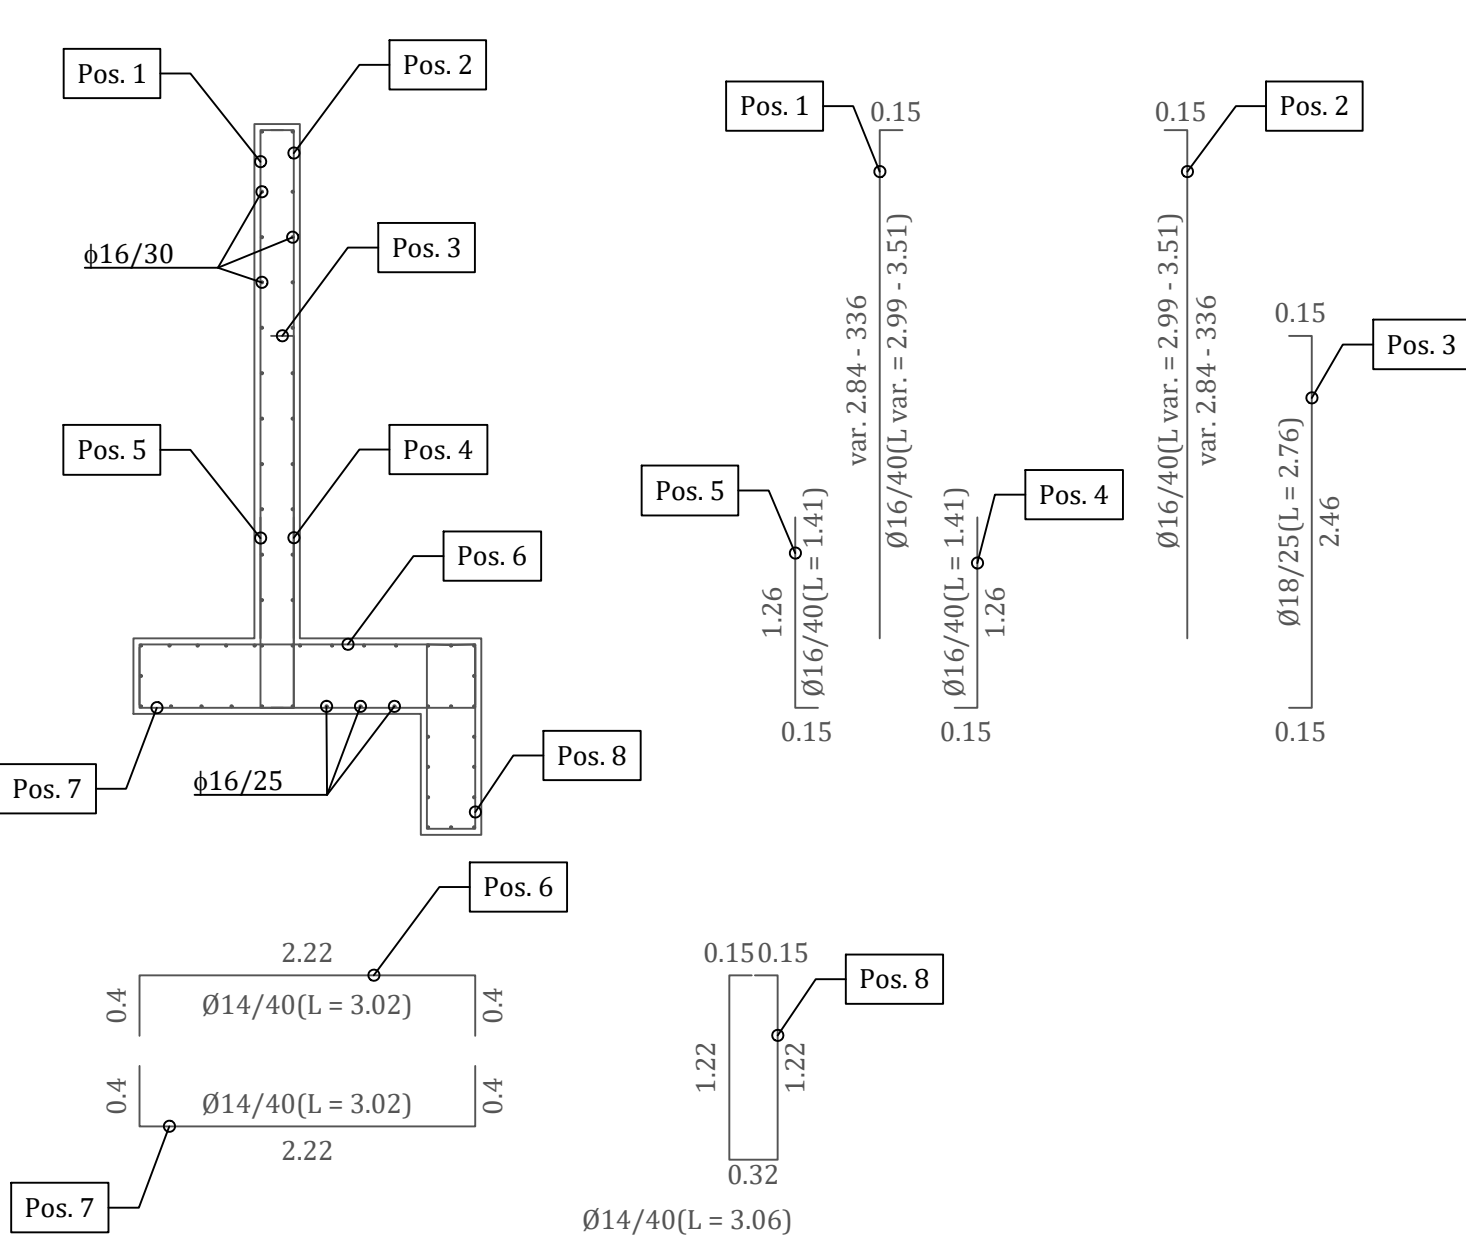 Pos. 1
Pos. 2
ϕ16/30
Pos. 3
Pos. 5
Pos. 4
Pos. 6
Pos. 7
ϕ16/25
Pos. 8
Pos. 1
0.15
var. 2.84 - 336
Ø16/40(L var. = 2.99 - 3.51)
0.15
Pos. 2
Ø16/40(L var. = 2.99 - 3.51)
var. 2.84 - 336
0.15
Pos. 3
Ø18/25(L = 2.76)
2.46
0.15
Pos. 5
1.26
Ø16/40(L = 1.41)
0.15
Pos. 4
Ø16/40(L = 1.41)
1.26
0.15
Pos. 6
2.22
0.4
Ø14/40(L = 3.02)
0.4
0.4
Ø14/40(L = 3.02)
0.4
2.22
Pos. 7
0.15
0.15
Pos. 8
1.22
1.22
0.32
Ø14/40(L = 3.06)